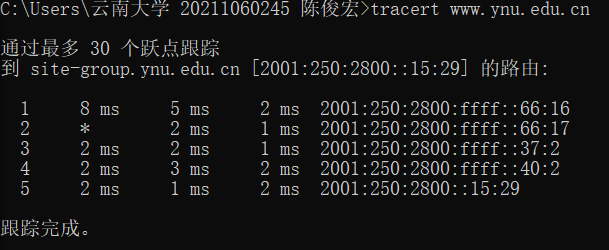 C:\Users\云南大学 20211060245 陈俊宏>tracert www.ynu.edu.cn
通过最多 30 个跃点跟踪
到 site-group.ynu.edu.cn [2001:250:2800::15:29] 的路由:
1 8 ms 5 ms 2 ms 2001:250:2800:ffff::66:16
2 * 2 ms 1 ms 2001:250:2800:ffff::66:17
3 2 ms 2 ms 1 ms 2001:250:2800:ffff::37:2
4 2 ms 3 ms 2 ms 2001:250:2800:ffff::40:2
5 2 ms 1 ms 2 ms 2001:250:2800::15:29
跟踪完成。